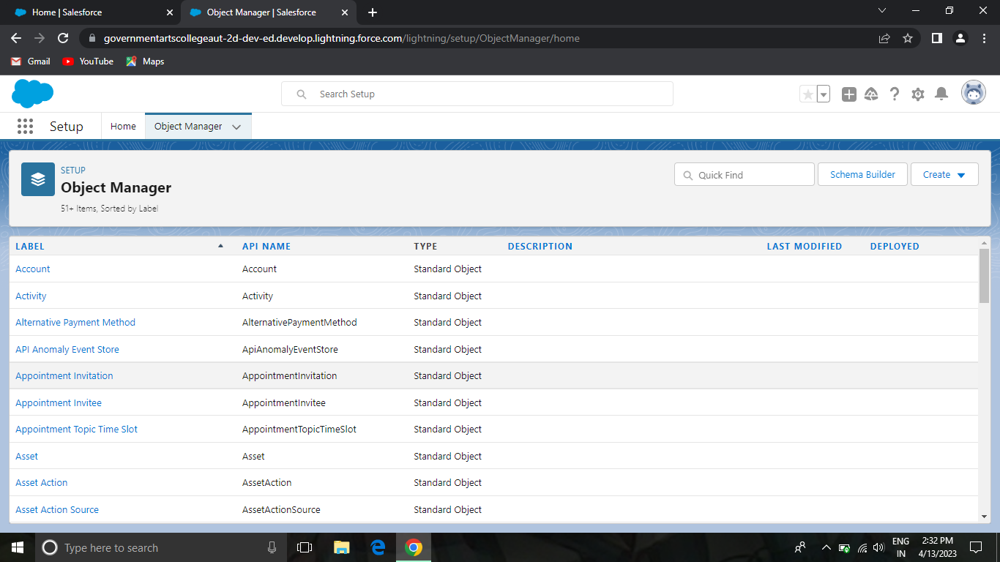 Home | Salesforce
Object Manager | Salesforce
governmentartscollegeaut-2d-dev-ed.develop.lightning.force.com/lightning/setup/ObjectManager/home
Gmail YouTube Maps
Search Setup
Setup Home Object Manager
SETUP
Object Manager
51+ Items, Sorted by Label
Quick Find
Schema Builder
Create
LABEL API NAME TYPE DESCRIPTION LAST MODIFIED DEPLOYED
Account Account Standard Object
Activity Activity Standard Object
Alternative Payment Method AlternativePaymentMethod Standard Object
API Anomaly Event Store ApiAnomalyEventStore Standard Object
Appointment Invitation AppointmentInvitation Standard Object
Appointment Invitee AppointmentInvitee Standard Object
Appointment Topic Time Slot AppointmentTopicTimeSlot Standard Object
Asset Asset Standard Object
Asset Action AssetAction Standard Object
Asset Action Source AssetActionSource Standard Object
Type here to search
ENG
IN
2:32 PM
4/13/2023